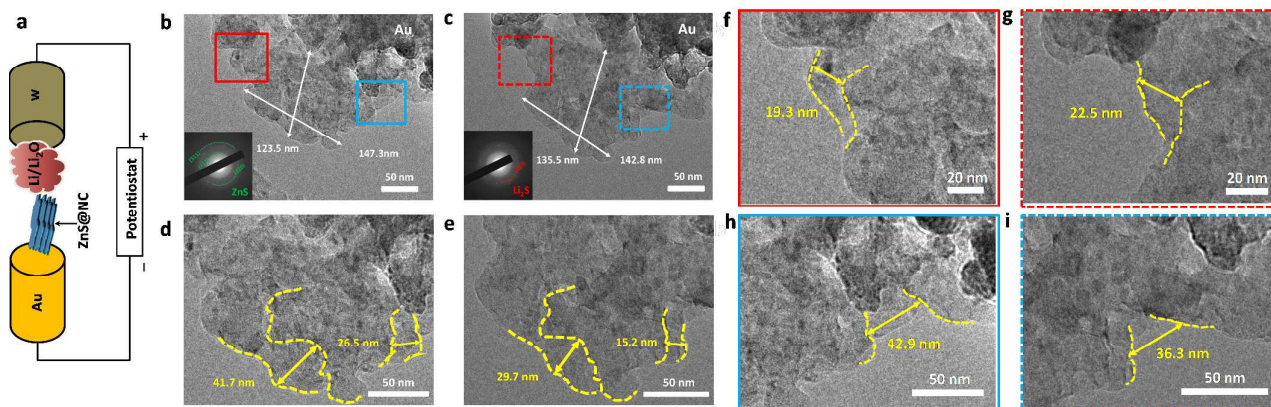 a
W
Li/Li2O
ZnS@NC
Au
+
Potentiostat
−
b
Au
123.5 nm
147.3nm
ZnS
50 nm
c
Au
135.5 nm
142.8 nm
Li2S
50 nm
d
26.5 nm
41.7 nm
50 nm
e
15.2 nm
29.7 nm
50 nm
f
19.3 nm
20 nm
g
22.5 nm
20 nm
h
42.9 nm
50 nm
i
36.3 nm
50 nm